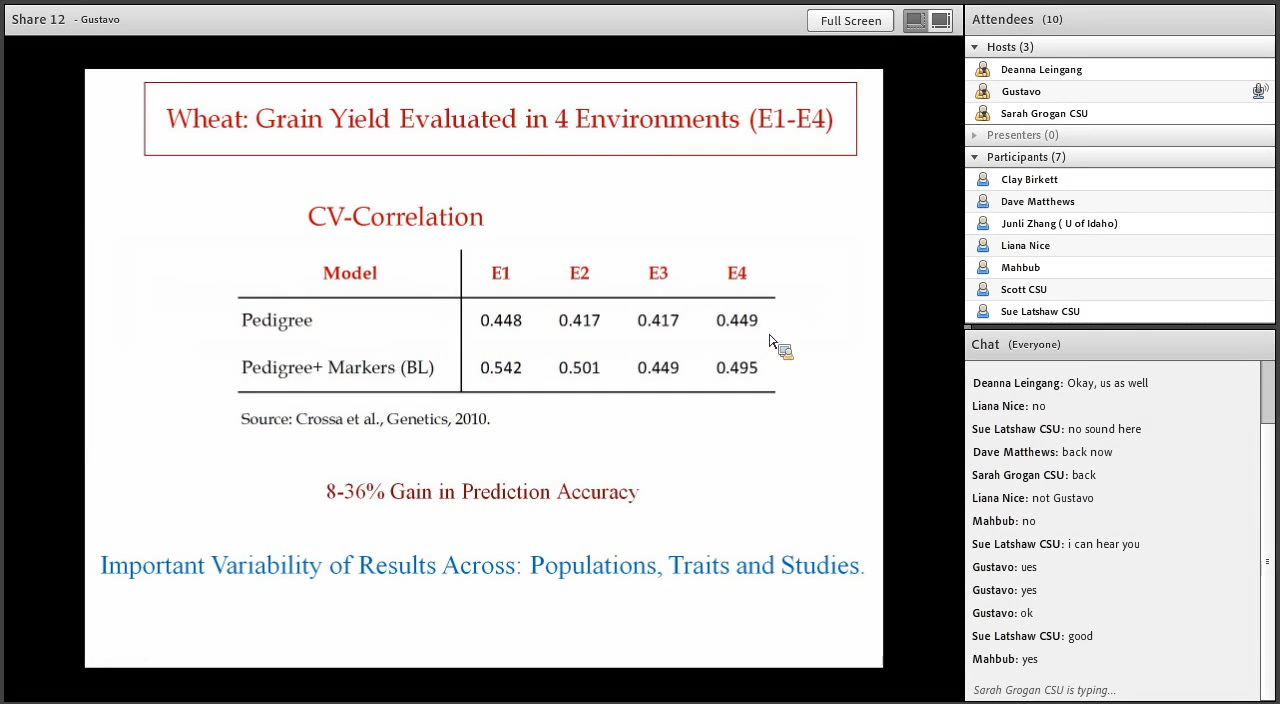 Share 12 - Gustavo
Full Screen
Wheat: Grain Yield Evaluated in 4 Environments (E1-E4)
CV-Correlation
Model E1 E2 E3 E4
Pedigree 0.448 0.417 0.417 0.449
Pedigree+ Markers (BL) 0.542 0.501 0.449 0.495
Source: Crossa et al., Genetics, 2010.
8-36% Gain in Prediction Accuracy
Important Variability of Results Across: Populations, Traits and Studies.
Attendees (10)
Hosts (3)
Deanna Leingang
Gustavo
Sarah Grogan CSU
Presenters (0)
Participants (7)
Clay Birkett
Dave Matthews
Junli Zhang ( U of Idaho)
Liana Nice
Mahbub
Scott CSU
Sue Latshaw CSU
Chat (Everyone)
Deanna Leingang: Okay, us as well
Liana Nice: no
Sue Latshaw CSU: no sound here
Dave Matthews: back now
Sarah Grogan CSU: back
Liana Nice: not Gustavo
Mahbub: no
Sue Latshaw CSU: i can hear you
Gustavo: ues
Gustavo: yes
Gustavo: ok
Sue Latshaw CSU: good
Mahbub: yes
Sarah Grogan CSU is typing...